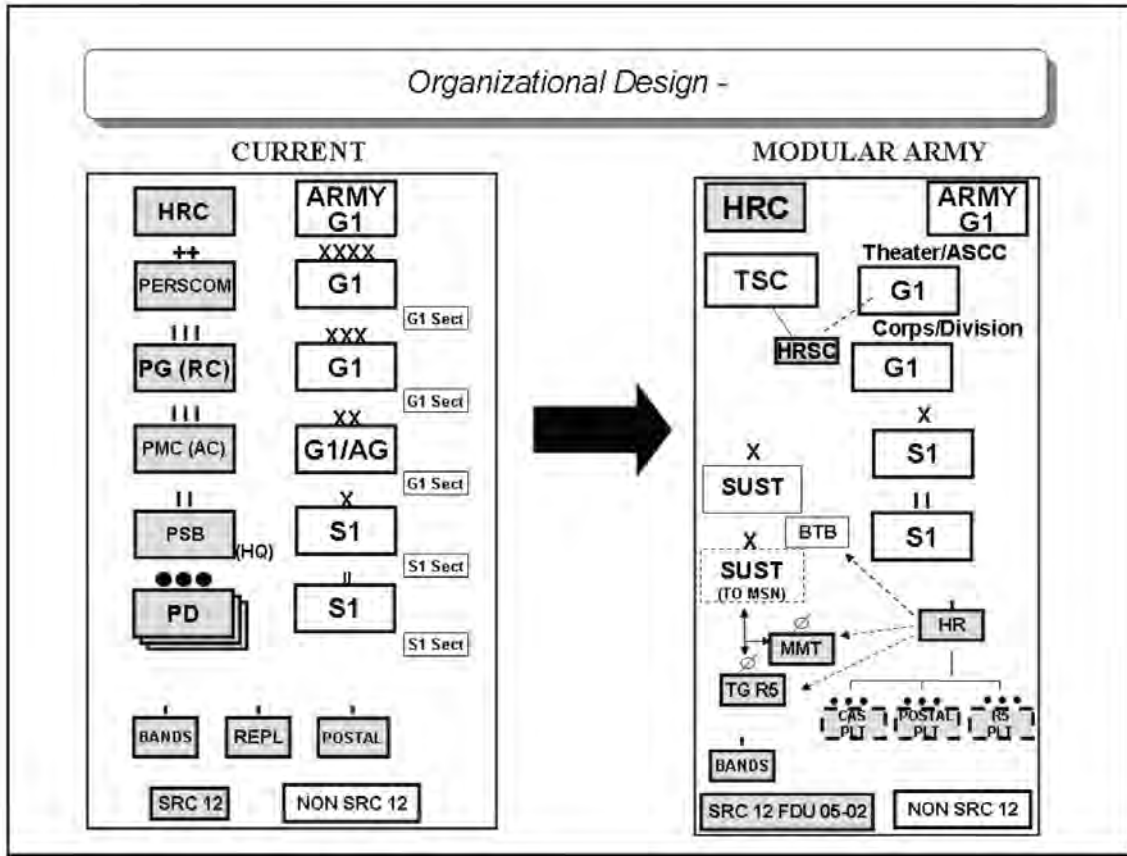 Organizational Design -
CURRENT
HRC
ARMY
G1
++
XXXX
PERSCOM
G1
G1 Sect
III
XXX
PG (RC)
G1
G1 Sect
III
XX
PMC (AC)
G1/AG
G1 Sect
II
X
PSB
(HQ)
S1
S1 Sect
●●●
II
PD
S1
S1 Sect
I
I
I
BANDS
REPL
POSTAL
SRC 12
NON SRC 12
MODULAR ARMY
HRC
ARMY
G1
Theater/ASCC
TSC
G1
Corps/Division
HRSC
G1
X
S1
X
SUST
II
BTB
S1
X
SUST
(TO MSN)
I
HR
Ø
MMT
Ø
TG R5
●●●
●●●
●●●
CAS
PLT
POSTAL
PLT
R5
PLT
I
BANDS
SRC 12 FDU 05-02
NON SRC 12